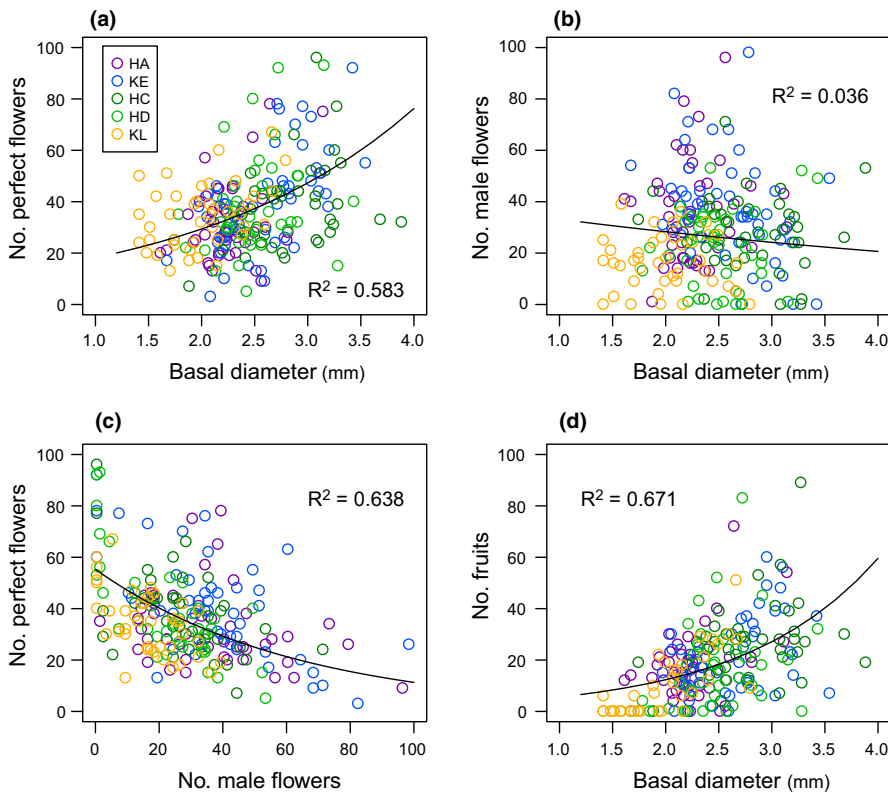 (a)
No. perfect flowers
100
80
60
40
20
0
HA
KE
HC
HD
KL
R² = 0.583
1.0 1.5 2.0 2.5 3.0 3.5 4.0
Basal diameter (mm)
(b)
No. male flowers
100
80
60
40
20
0
R² = 0.036
1.0 1.5 2.0 2.5 3.0 3.5 4.0
Basal diameter (mm)
(c)
No. perfect flowers
100
80
60
40
20
0
R² = 0.638
0 20 40 60 80 100
No. male flowers
(d)
No. fruits
100
80
60
40
20
0
R² = 0.671
1.0 1.5 2.0 2.5 3.0 3.5 4.0
Basal diameter (mm)